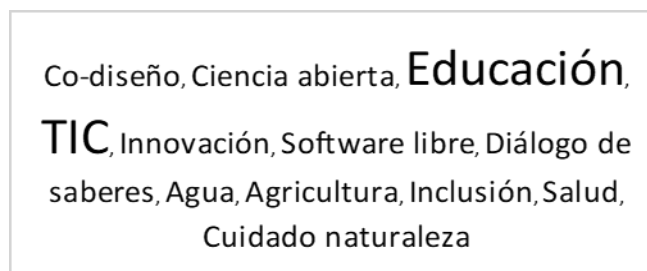 Co-diseño, Ciencia abierta, Educación,
TIC, Innovación, Software libre, Diálogo de
saberes, Agua, Agricultura, Inclusión, Salud,
Cuidado naturaleza